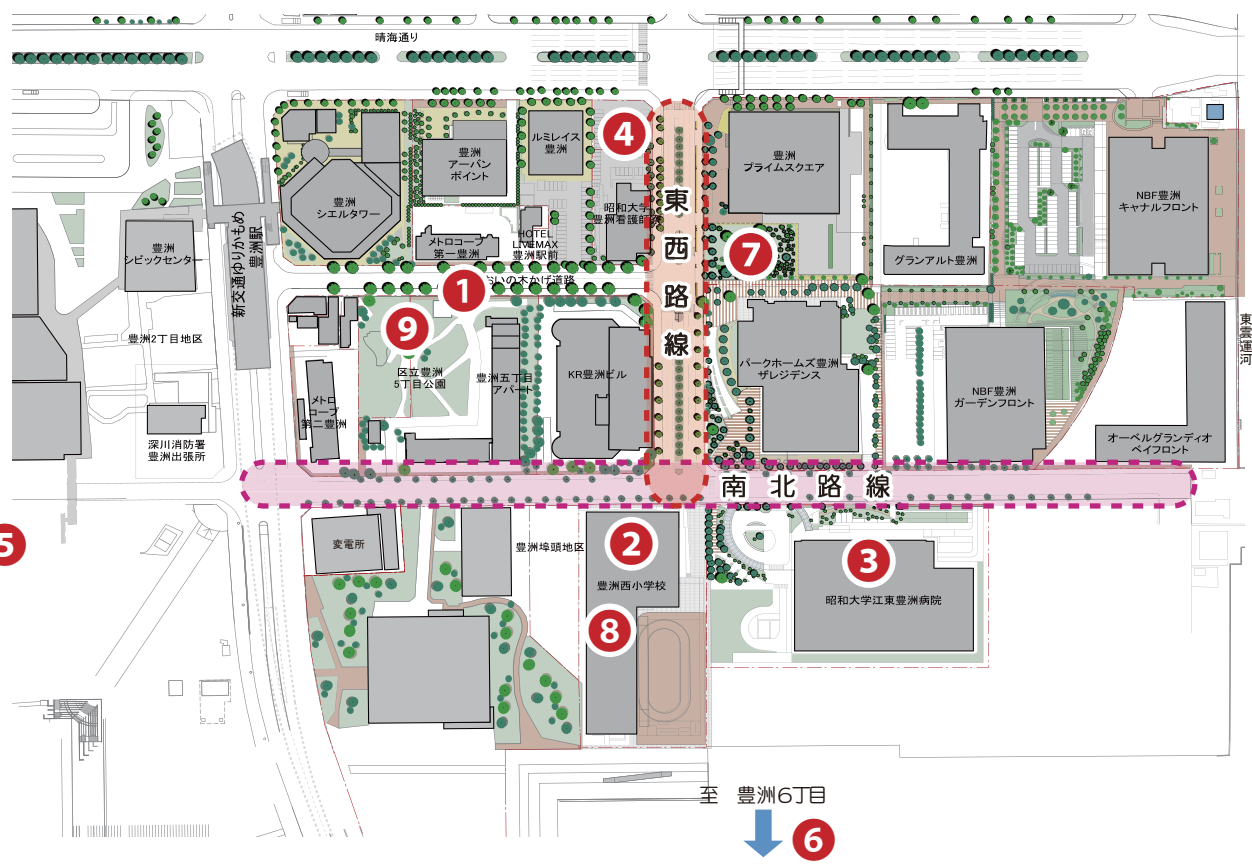 晴海通り
ルミレイス
豊洲
4
豊洲
アーバン
ポイント
豊洲
プライムスクエア
豊洲
シエルタワー
昭和大学
豊洲看護師
東西路線
NBF豊洲
キャナルフロント
新交通ゆりかもめ
豊洲駅
豊洲
シビックセンター
メトロコープ
第一豊洲
HOTEL
LIVEMAX
豊洲駅前
7
グランアルト豊洲
らいの木かげ道路
1
9
豊洲2丁目地区
東雲運河
区立豊洲
5丁目公園
豊洲五丁目
アパート
KR豊洲ビル
パークホームズ豊洲
ザレジデンス
NBF豊洲
ガーデンフロント
メトロ
コープ
第二豊洲
深川消防署
豊洲出張所
オーベルグランディオ
ベイフロント
南北路線
5
変電所
豊洲埠頭地区
2
豊洲西小学校
3
昭和大学江東豊洲病院
8
至 豊洲6丁目
6